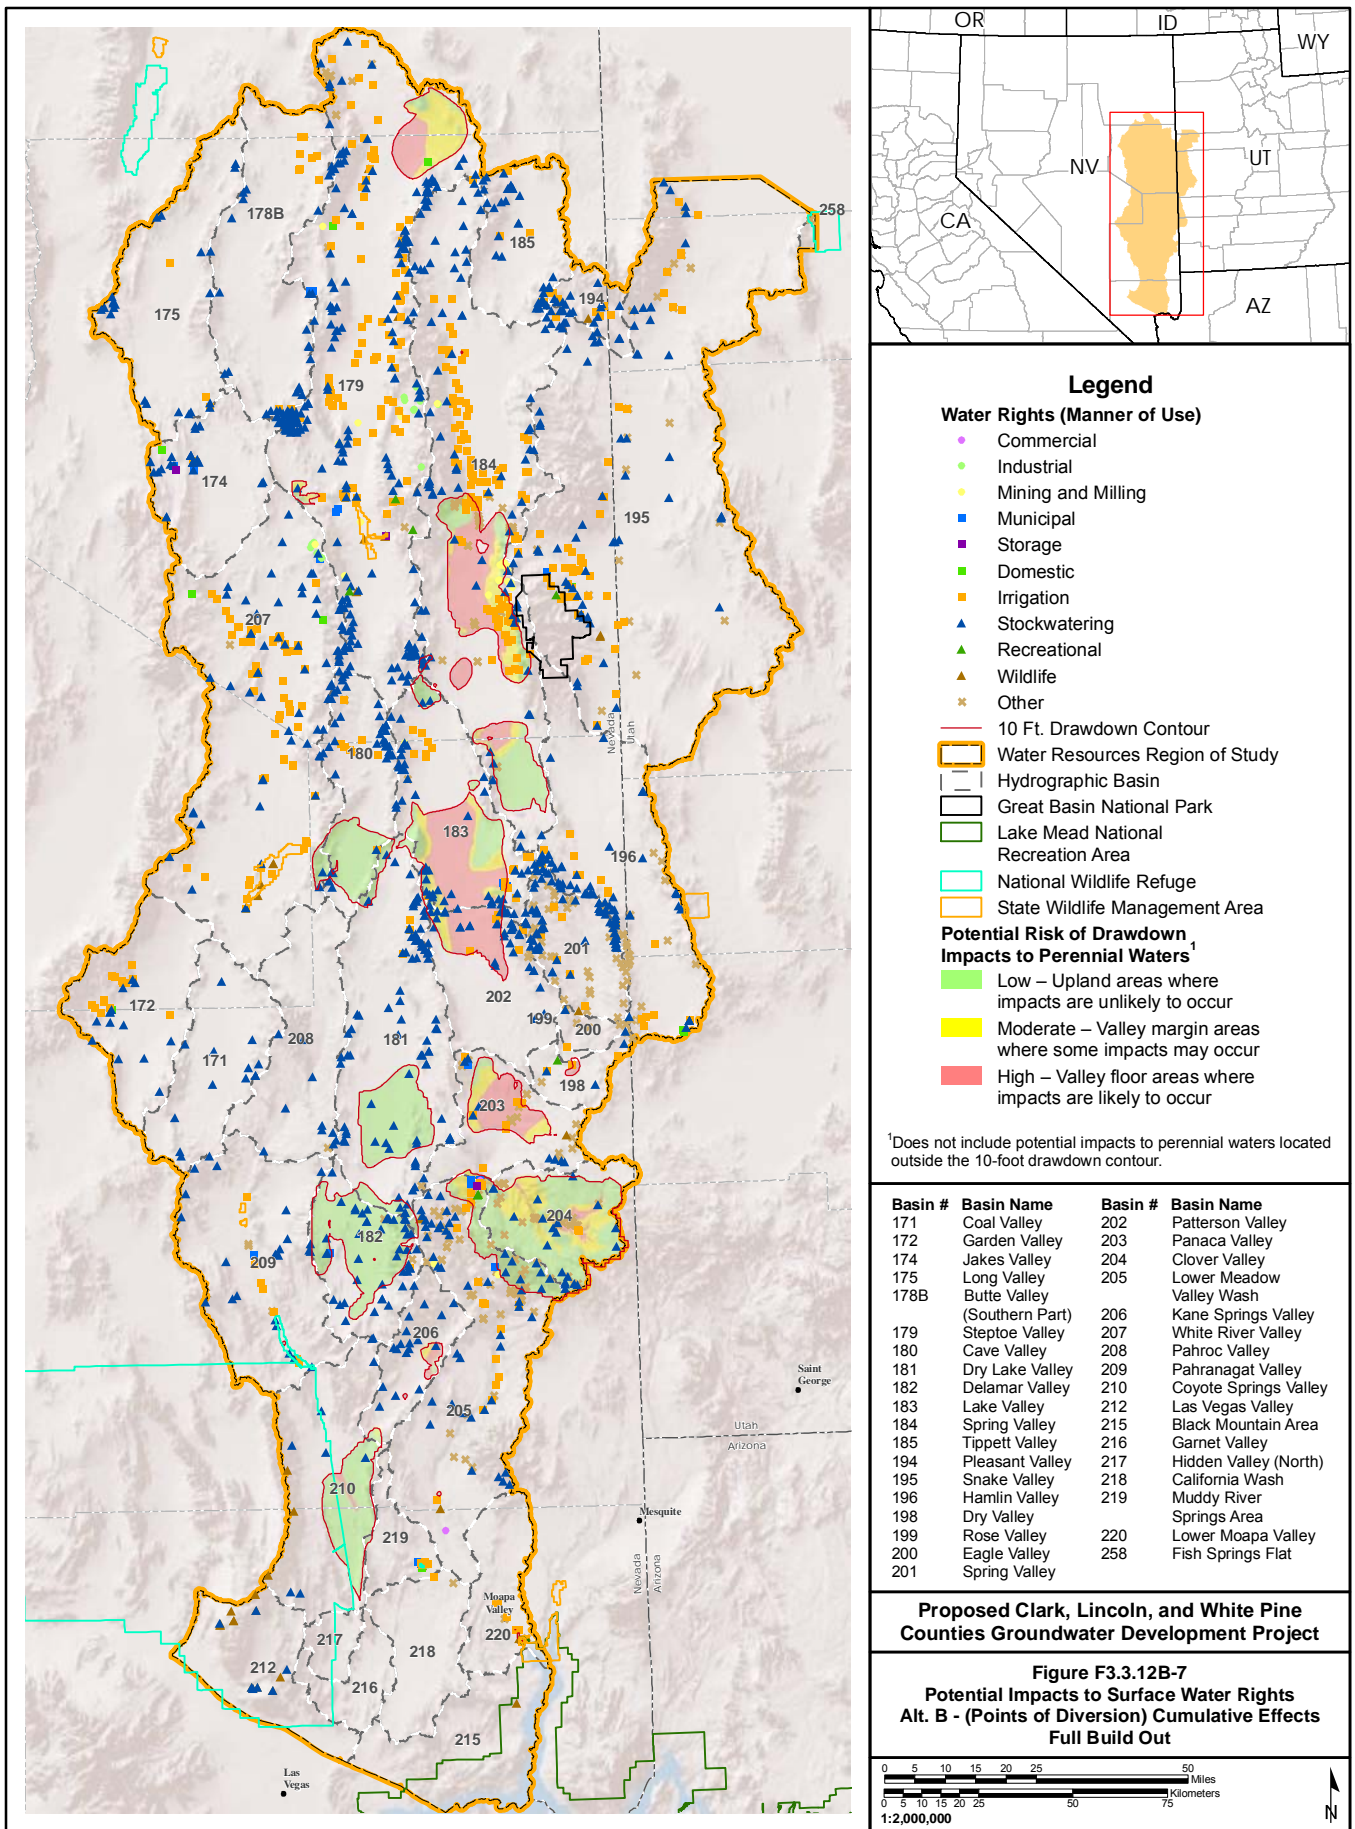 OR
ID
WY
NV
UT
CA
AZ
258
178B
185
175
194
179
184
174
195
207
180
183
196
201
202
172
199
200
208
171
181
198
203
204
182
209
206
205
210
219
217
218
220
212
216
215
Nevada
Utah
Saint
George
Utah
Arizona
Mesquite
Nevada
Arizona
Moapa
Valley
Las
Vegas
Legend
Water Rights (Manner of Use)
Commercial
Industrial
Mining and Milling
Municipal
Storage
Domestic
Irrigation
Stockwatering
Recreational
Wildlife
Other
10 Ft. Drawdown Contour
Water Resources Region of Study
Hydrographic Basin
Great Basin National Park
Lake Mead National
Recreation Area
National Wildlife Refuge
State Wildlife Management Area
Potential Risk of Drawdown
Impacts to Perennial Waters1
Low – Upland areas where
impacts are unlikely to occur
Moderate – Valley margin areas
where some impacts may occur
High – Valley floor areas where
impacts are likely to occur
1Does not include potential impacts to perennial waters located
outside the 10-foot drawdown contour.
Basin # Basin Name Basin # Basin Name
171 Coal Valley 202 Patterson Valley
172 Garden Valley 203 Panaca Valley
174 Jakes Valley 204 Clover Valley
175 Long Valley 205 Lower Meadow
178B Butte Valley Valley Wash
(Southern Part) 206 Kane Springs Valley
179 Steptoe Valley 207 White River Valley
180 Cave Valley 208 Pahroc Valley
181 Dry Lake Valley 209 Pahranagat Valley
182 Delamar Valley 210 Coyote Springs Valley
183 Lake Valley 212 Las Vegas Valley
184 Spring Valley 215 Black Mountain Area
185 Tippett Valley 216 Garnet Valley
194 Pleasant Valley 217 Hidden Valley (North)
195 Snake Valley 218 California Wash
196 Hamlin Valley 219 Muddy River
198 Dry Valley Springs Area
199 Rose Valley 220 Lower Moapa Valley
200 Eagle Valley 258 Fish Springs Flat
201 Spring Valley
Proposed Clark, Lincoln, and White Pine
Counties Groundwater Development Project
Figure F3.3.12B-7
Potential Impacts to Surface Water Rights
Alt. B - (Points of Diversion) Cumulative Effects
Full Build Out
0 5 10 15 20 25 50
Miles
Kilometers
0 5 10 15 20 25 50 75
1:2,000,000
N